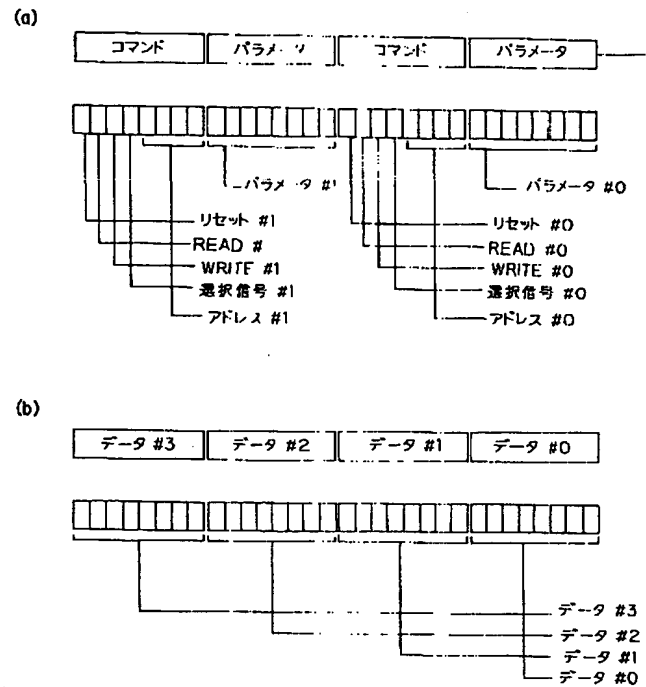 (a)
コマンド パラメータ コマンド パラメータ
パラメータ #1 パラメータ #0
リセット #1 リセット #0
READ # READ #0
WRITE #1 WRITE #0
選択信号 #1 選択信号 #0
アドレス #1 アドレス #0
(b)
データ #3 データ #2 データ #1 データ #0
データ #3
データ #2
データ #1
データ #0